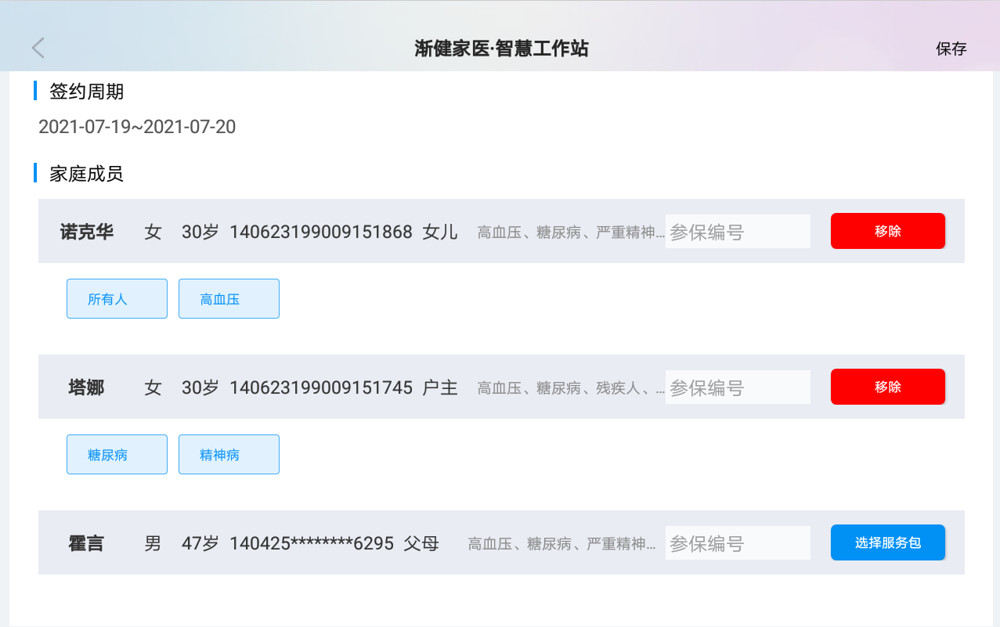 渐健家医·智慧工作站 保存
签约周期
2021-07-19~2021-07-20
家庭成员
诺克华 女 30岁 140623199009151868 女儿 高血压、糖尿病、严重精神... 参保编号 移除
所有人 高血压
塔娜 女 30岁 140623199009151745 户主 高血压、糖尿病、残疾人、... 参保编号 移除
糖尿病 精神病
霍言 男 47岁 140425********6295 父母 高血压、糖尿病、严重精神... 参保编号 选择服务包